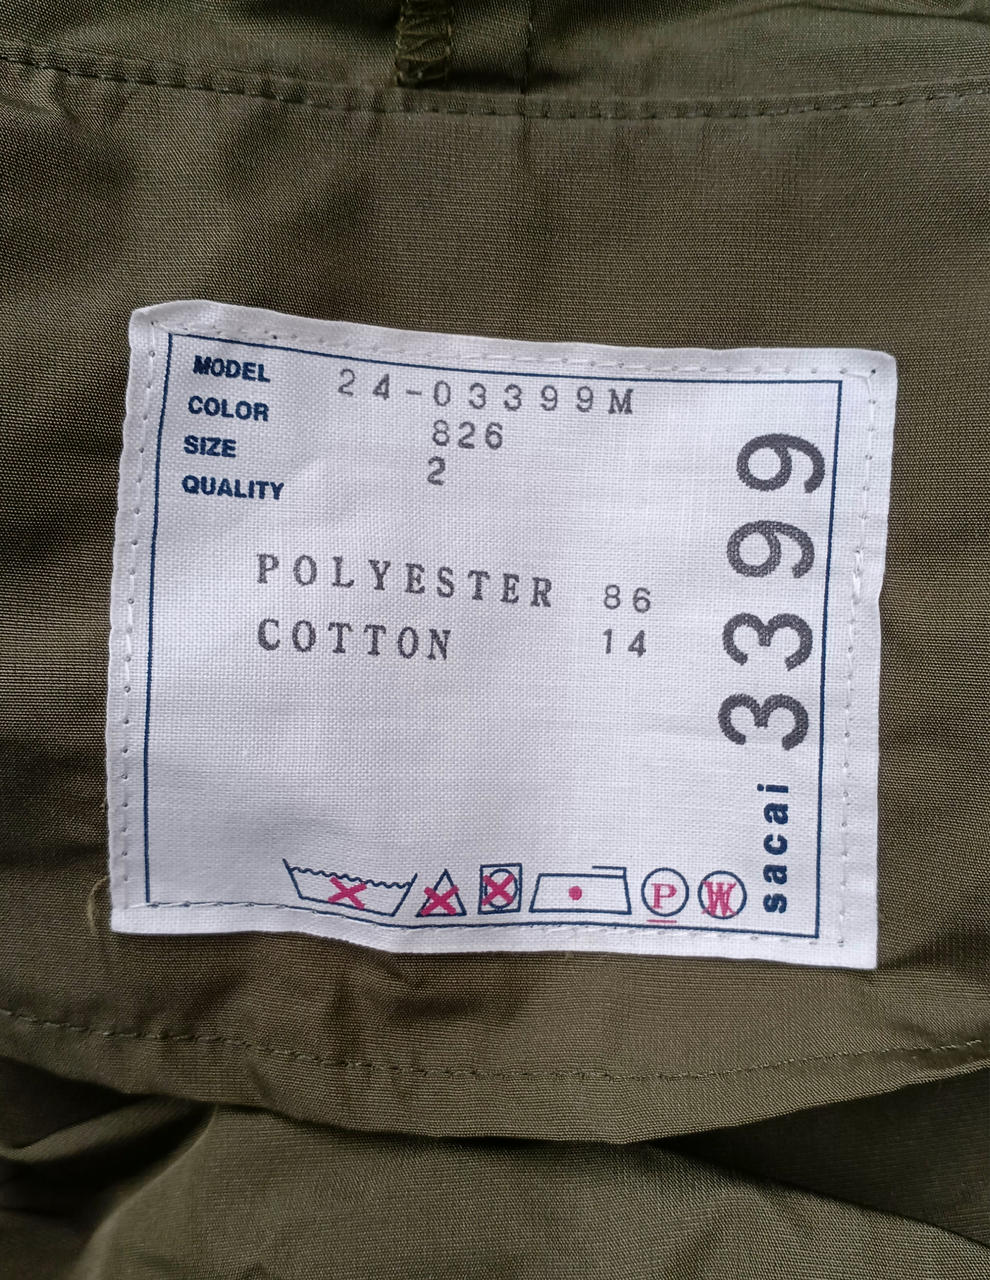 MODEL 24-03399M
COLOR 826
SIZE 2
QUALITY
POLYESTER 86
COTTON 14
sacai 3399
P W